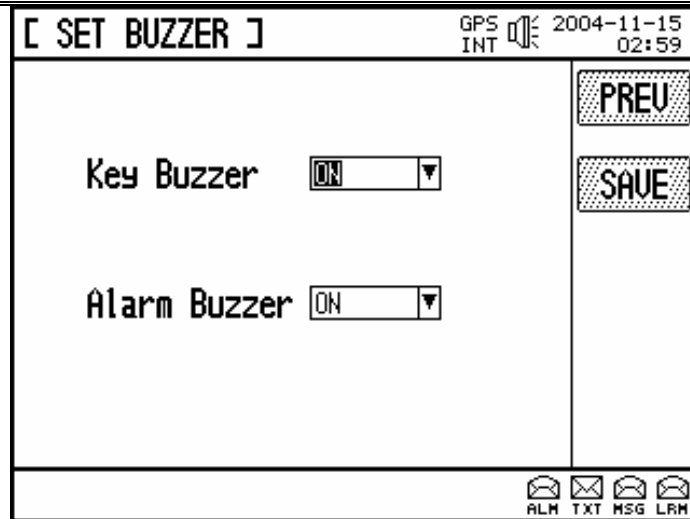 [ SET BUZZER ]
GPS INT
2004-11-15
02:59
PREV
Key Buzzer ON
SAVE
Alarm Buzzer ON
ALM TXT MSG LRM